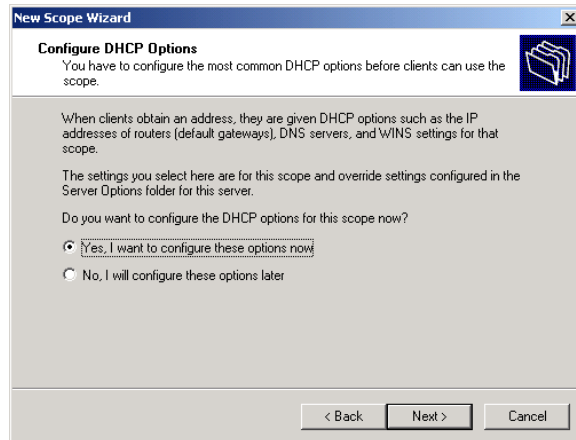 New Scope Wizard
Configure DHCP Options
You have to configure the most common DHCP options before clients can use the
scope.
When clients obtain an address, they are given DHCP options such as the IP
addresses of routers (default gateways), DNS servers, and WINS settings for that
scope.
The settings you select here are for this scope and override settings configured in the
Server Options folder for this server.
Do you want to configure the DHCP options for this scope now?
Yes, I want to configure these options now
No, I will configure these options later
< Back
Next >
Cancel